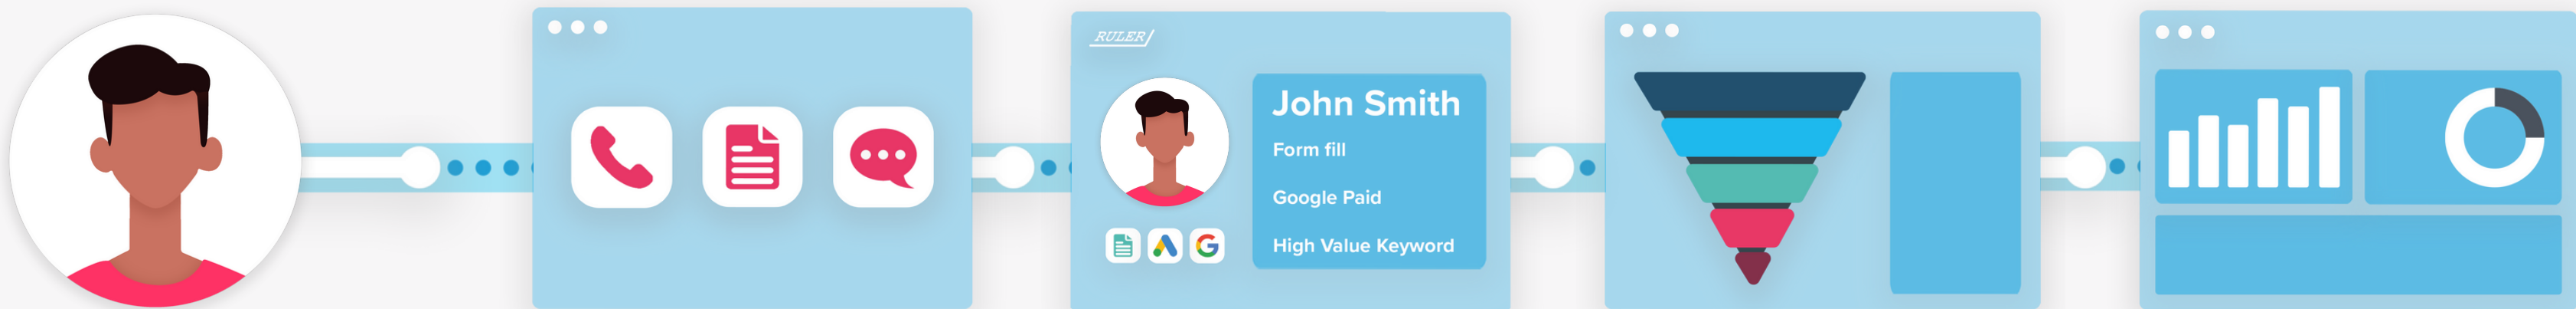 RULER
John Smith
Form fill
Google Paid
High Value Keyword